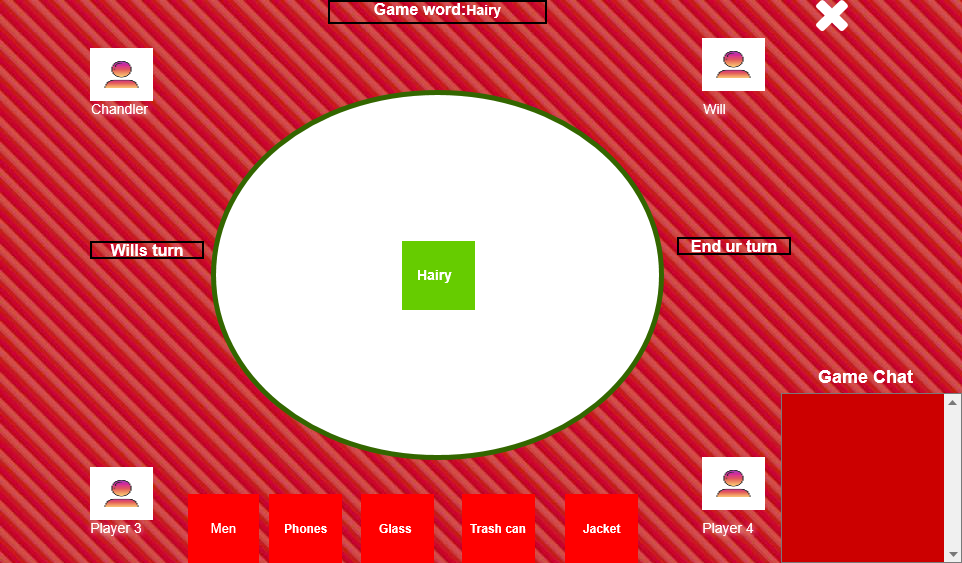 Game word:Hairy
Chandler
Will
Wills turn
End ur turn
Hairy
Game Chat
Player 3
Player 4
Men
Phones
Glass
Trash can
Jacket